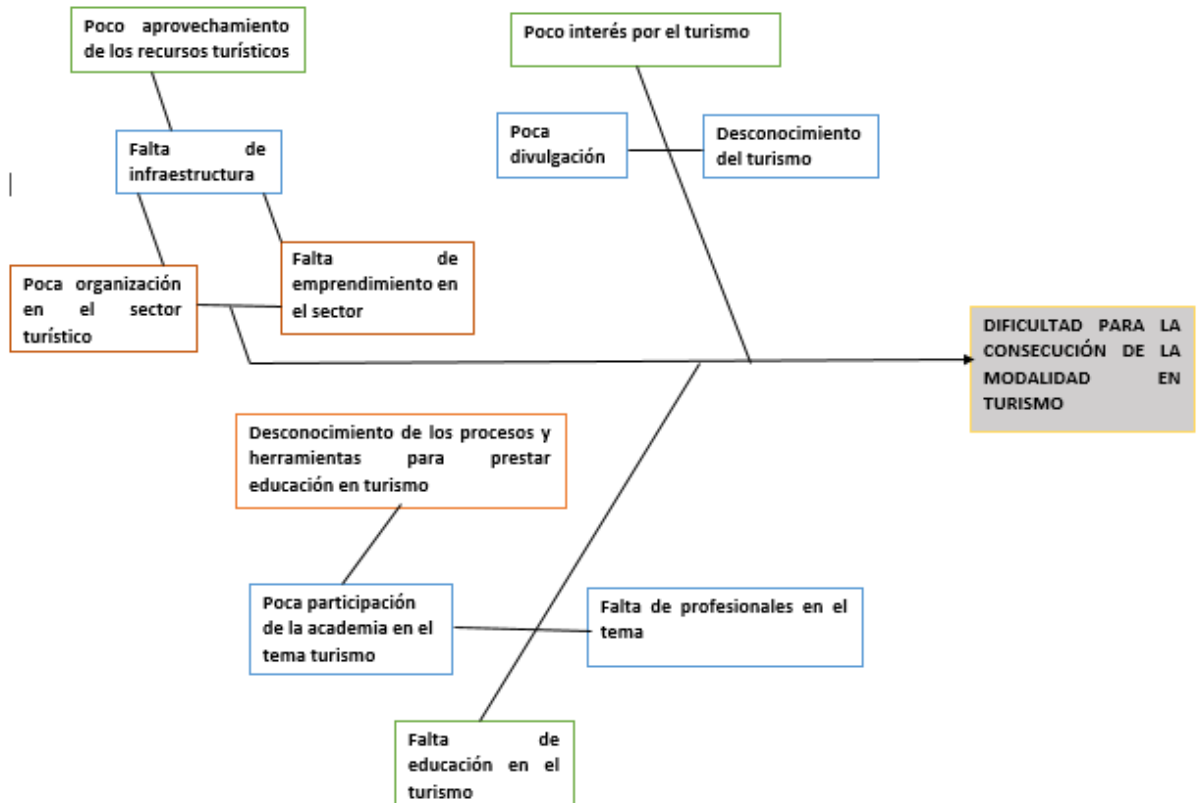 Poco aprovechamiento
de los recursos turísticos
Poco interés por el turismo
Falta de
infraestructura
Poca
divulgación
Desconocimiento
del turismo
Poca organización
en el sector
turístico
Falta de
emprendimiento en
el sector
DIFICULTAD PARA LA
CONSECUCIÓN DE LA
MODALIDAD EN
TURISMO
Desconocimiento de los procesos y
herramientas para prestar
educación en turismo
Poca participación
de la academia en el
tema turismo
Falta de profesionales en el
tema
Falta de
educación en el
turismo